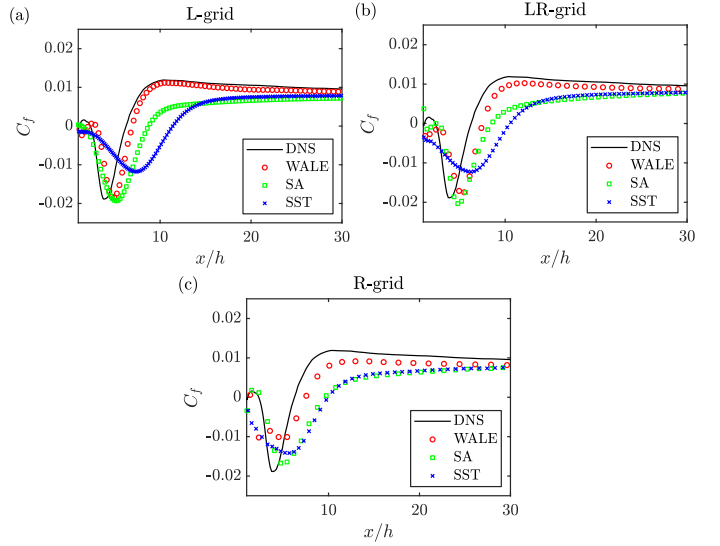 (a)
L-grid
0.02
0.01
0
-0.01
-0.02
C_f
DNS
WALE
SA
SST
10
20
30
x/h
(b)
LR-grid
0.02
0.01
0
-0.01
-0.02
DNS
WALE
SA
SST
10
20
30
x/h
(c)
R-grid
0.02
0.01
0
-0.01
-0.02
C_f
DNS
WALE
SA
SST
10
20
30
x/h